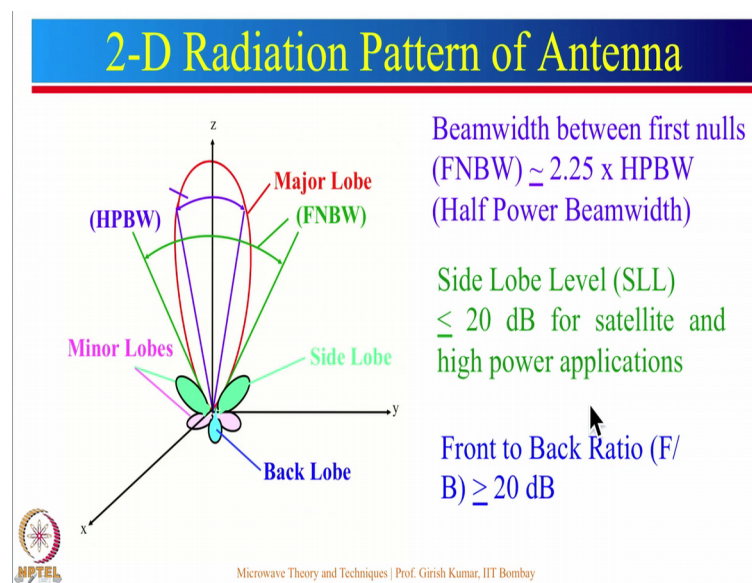 2-D Radiation Pattern of Antenna
z
Major Lobe
(HPBW)
(FNBW)
Minor Lobes
Side Lobe
y
Back Lobe
x
Beamwidth between first nulls
(FNBW) ~ 2.25 x HPBW
(Half Power Beamwidth)
Side Lobe Level (SLL)
≤ 20 dB for satellite and
high power applications
Front to Back Ratio (F/
B) ≥ 20 dB
NPTEL
Microwave Theory and Techniques | Prof. Girish Kumar, IIT Bombay